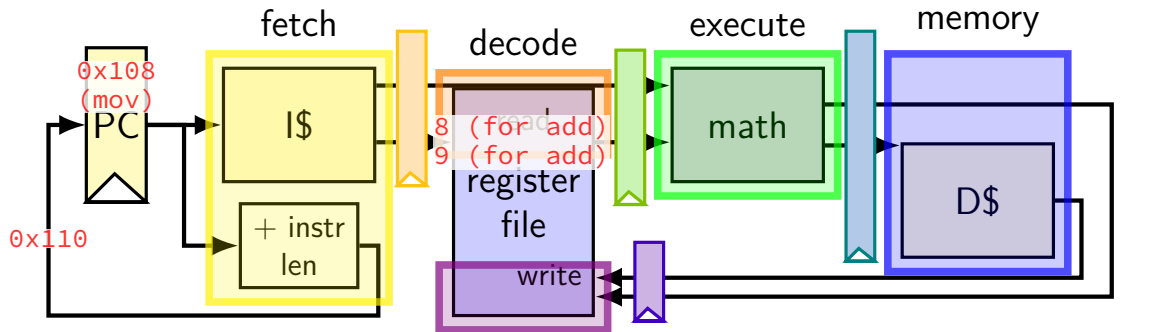 fetch
decode
execute
memory
0x108
(mov)
PC
I$
read
8 (for add)
9 (for add)
math
register
file
D$
0x110
+ instr
len
write